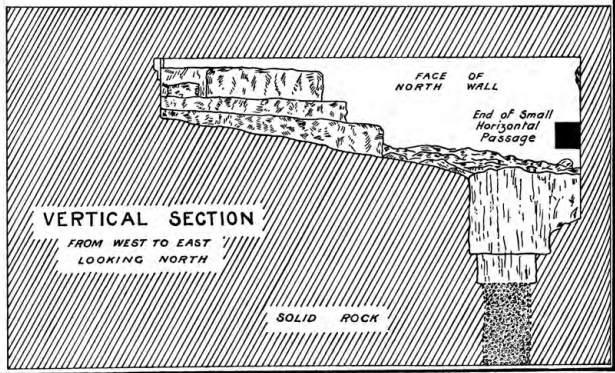 FACE OF
NORTH WALL
End of Small
Horizontal
Passage
VERTICAL SECTION
FROM WEST TO EAST
LOOKING NORTH
SOLID ROCK